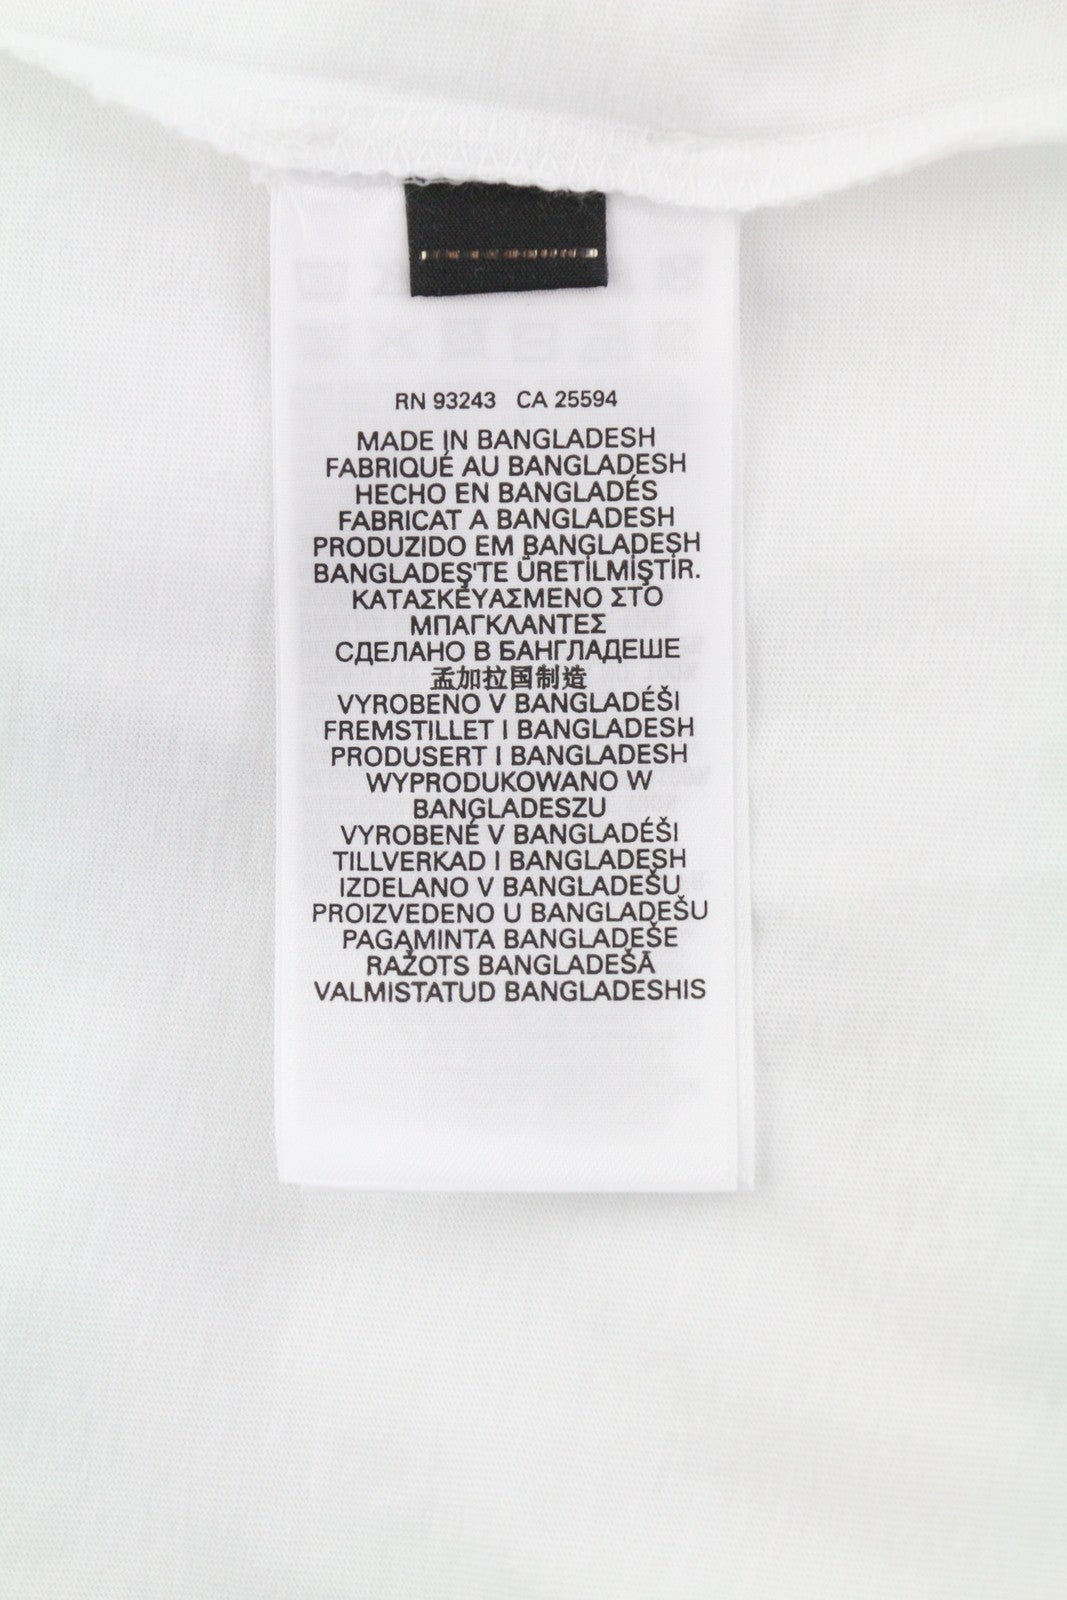 RN 93243 CA 25594
MADE IN BANGLADESH
FABRIQUÉ AU BANGLADESH
HECHO EN BANGLADÉS
FABRICAT A BANGLADESH
PRODUZIDO EM BANGLADESH
BANGLADEŞ'TE ÜRETİLMİŞTİR.
ΚΑΤΑΣΚΕΥΑΣΜΕΝΟ ΣΤΟ
ΜΠΑΓΚΛΑΝΤΕΣ
СДЕЛАНО В БАНГЛАДЕШЕ
孟加拉国制造
VYROBENO V BANGLADÉŠI
FREMSTILLET I BANGLADESH
PRODUSERT I BANGLADESH
WYPRODUKOWANO W
BANGLADESZU
VYROBENÉ V BANGLADÉŠI
TILLVERKAD I BANGLADESH
IZDELANO V BANGLADEŠU
PROIZVEDENO U BANGLADEŠU
PAGAMINTA BANGLADEŠE
RAŽOTS BANGLADEŠĀ
VALMISTATUD BANGLADESHIS